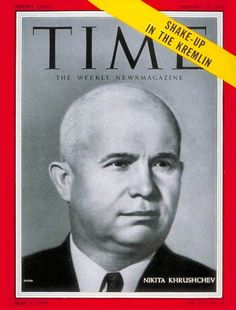 SHAKE-UP
IN THE KREMLIN
TIME
THE WEEKLY NEWSMAGAZINE
NIKITA KHRUSHCHEV